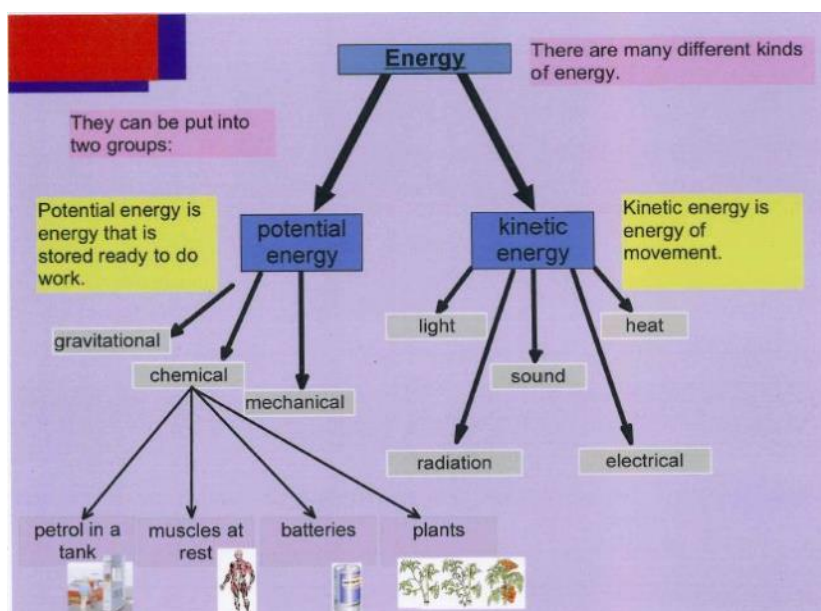 Energy
There are many different kinds
of energy.
They can be put into
two groups:
Potential energy is
energy that is
stored ready to do
work.
potential
energy
kinetic
energy
Kinetic energy is
energy of
movement.
gravitational
chemical
mechanical
light
heat
sound
radiation
electrical
petrol in a
tank
muscles at
rest
batteries
plants